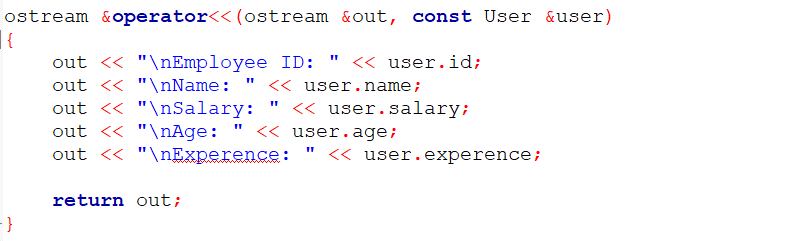 ostream &operator<<(ostream &out, const User &user)
{
    out << "\nEmployee ID: " << user.id;
    out << "\nName: " << user.name;
    out << "\nSalary: " << user.salary;
    out << "\nAge: " << user.age;
    out << "\nExperence: " << user.experence;

    return out;
}